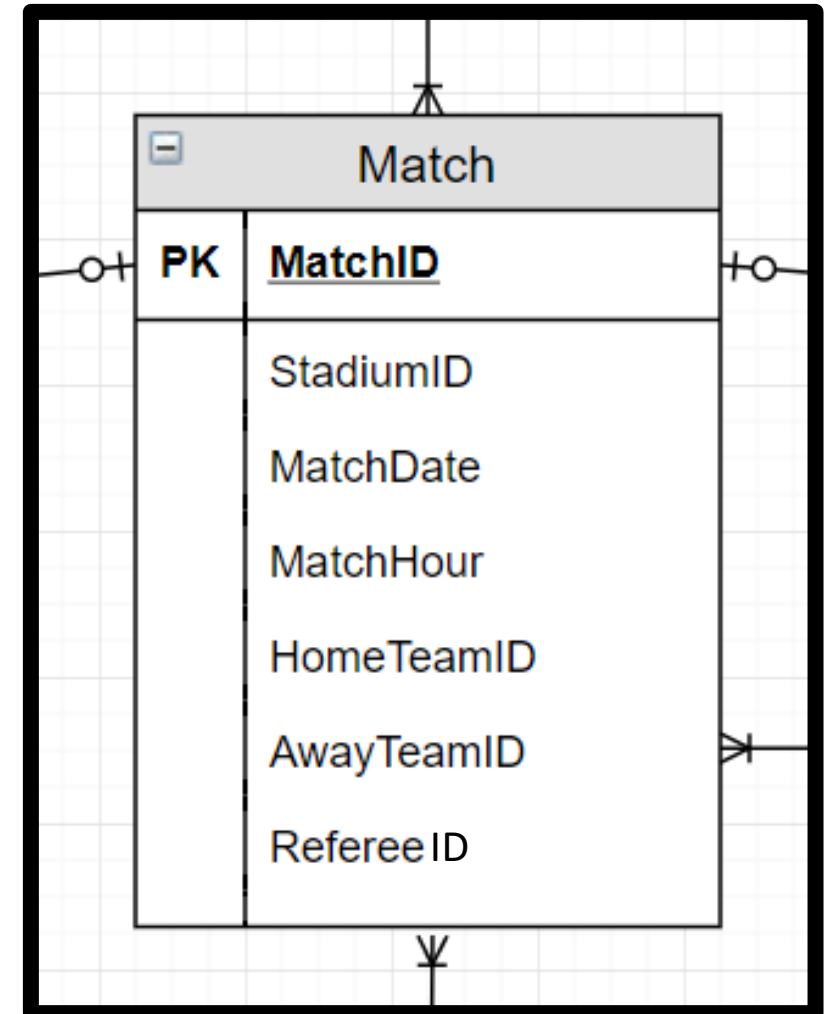 Match
PK MatchID
StadiumID
MatchDate
MatchHour
HomeTeamID
AwayTeamID
RefereeID